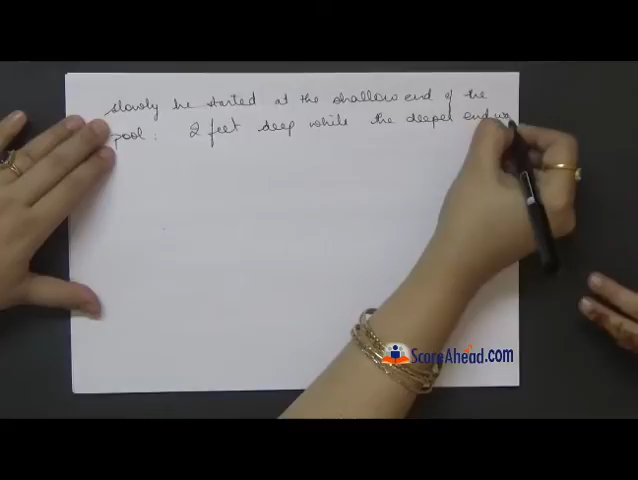 slowly he started at the shallow end of the
pool: 2 feet deep while the deeper end wa
ScoreAhead.com